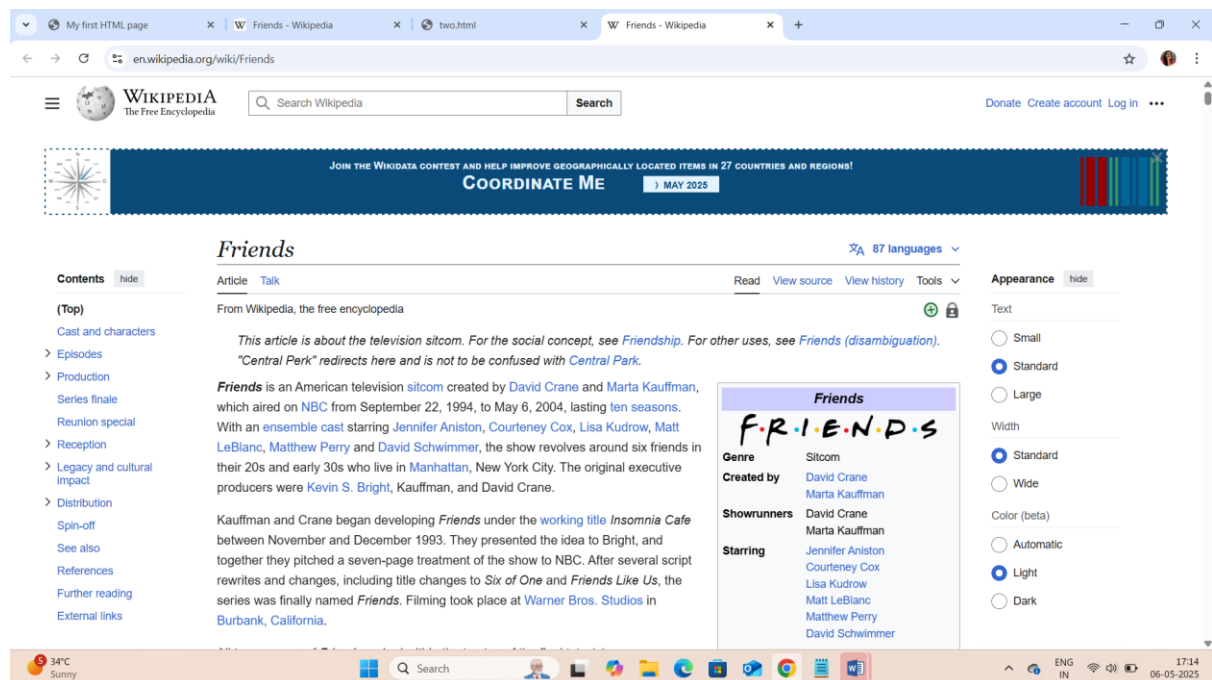 My first HTML page
Friends - Wikipedia
two.html
Friends - Wikipedia
en.wikipedia.org/wiki/Friends
WIKIPEDIA
The Free Encyclopedia
Search Wikipedia
Search
Donate Create account Log in
JOIN THE WIKIDATA CONTEST AND HELP IMPROVE GEOGRAPHICALLY LOCATED ITEMS IN 27 COUNTRIES AND REGIONS!
COORDINATE ME
MAY 2025
Friends
87 languages
Contents hide
Article Talk
Read View source View history Tools
Appearance hide
(Top)
Cast and characters
Episodes
Production
Series finale
Reunion special
Reception
Legacy and cultural
impact
Distribution
Spin-off
See also
References
Further reading
External links
From Wikipedia, the free encyclopedia
This article is about the television sitcom. For the social concept, see Friendship. For other uses, see Friends (disambiguation).
"Central Perk" redirects here and is not to be confused with Central Park.
Friends is an American television sitcom created by David Crane and Marta Kauffman,
which aired on NBC from September 22, 1994, to May 6, 2004, lasting ten seasons.
With an ensemble cast starring Jennifer Aniston, Courteney Cox, Lisa Kudrow, Matt
LeBlanc, Matthew Perry and David Schwimmer, the show revolves around six friends in
their 20s and early 30s who live in Manhattan, New York City. The original executive
producers were Kevin S. Bright, Kauffman, and David Crane.
Kauffman and Crane began developing Friends under the working title Insomnia Cafe
between November and December 1993. They presented the idea to Bright, and
together they pitched a seven-page treatment of the show to NBC. After several script
rewrites and changes, including title changes to Six of One and Friends Like Us, the
series was finally named Friends. Filming took place at Warner Bros. Studios in
Burbank, California.
Friends
F·R·I·E·N·D·S
Genre Sitcom
Created by David Crane
Marta Kauffman
Showrunners David Crane
Marta Kauffman
Starring Jennifer Aniston
Courteney Cox
Lisa Kudrow
Matt LeBlanc
Matthew Perry
David Schwimmer
Text
Small
Standard
Large
Width
Standard
Wide
Color (beta)
Automatic
Light
Dark
5
34°C
Sunny
Search
ENG
IN
17:14
06-05-2025